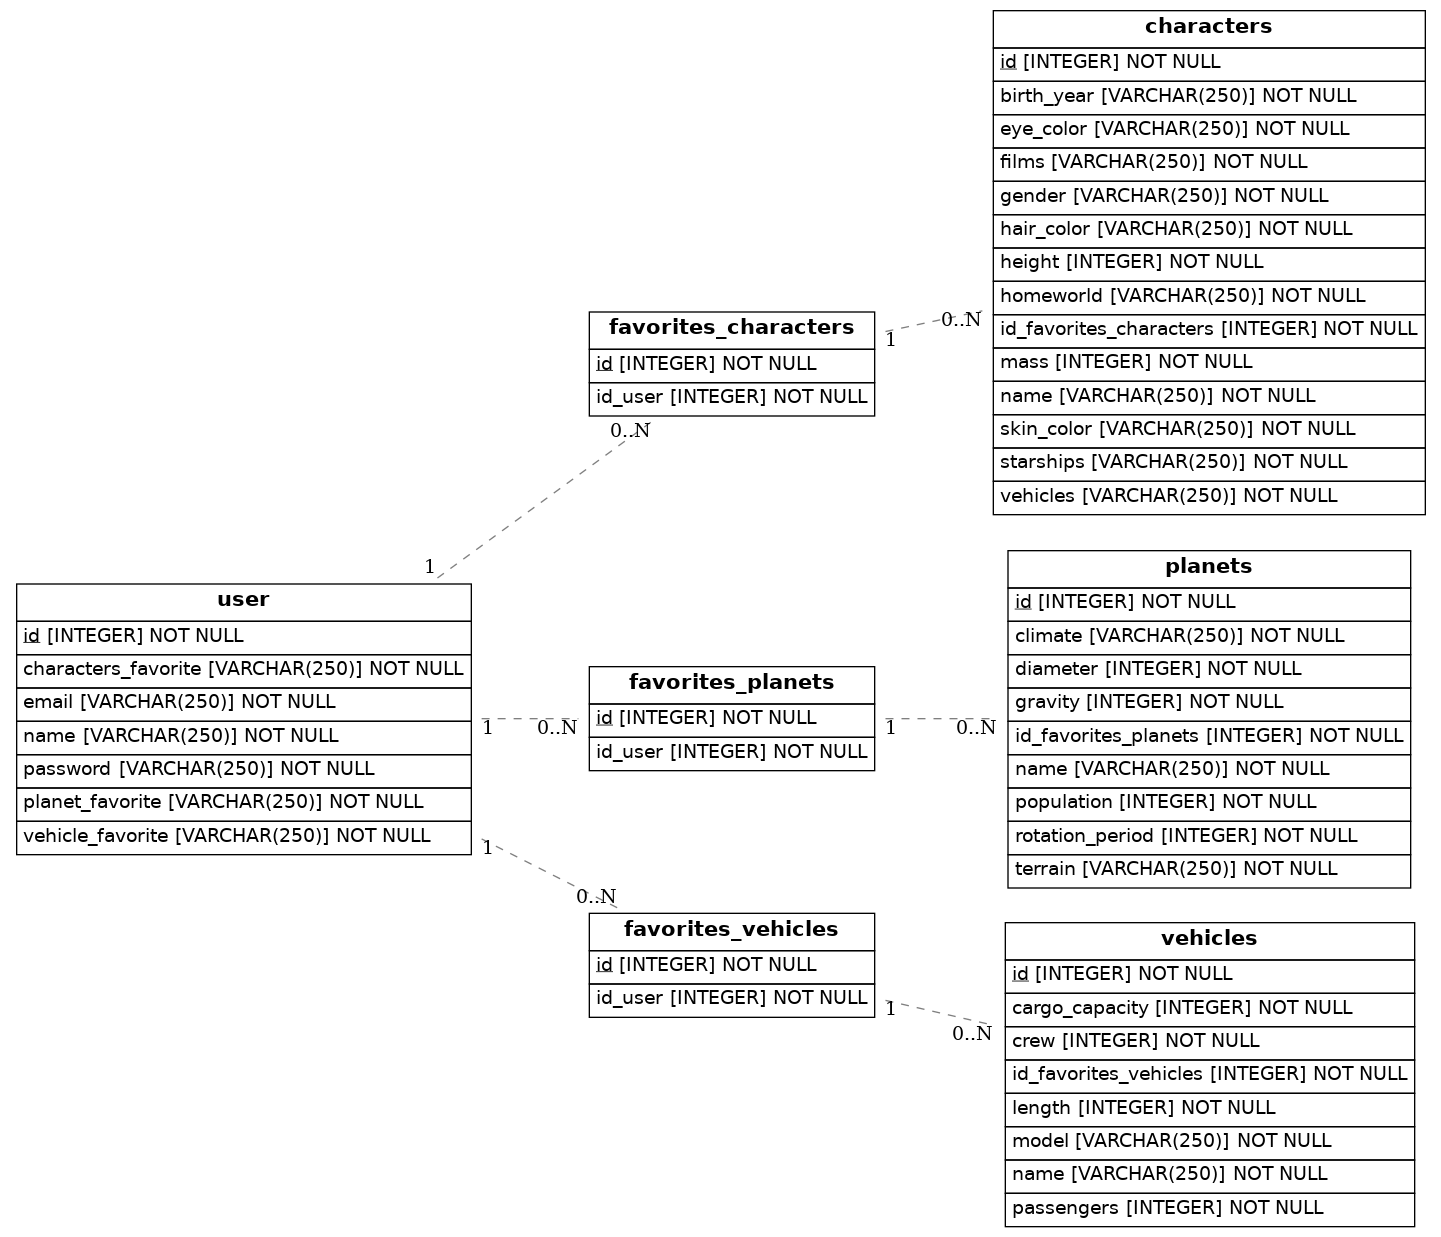 characters
id [INTEGER] NOT NULL
birth_year [VARCHAR(250)] NOT NULL
eye_color [VARCHAR(250)] NOT NULL
films [VARCHAR(250)] NOT NULL
gender [VARCHAR(250)] NOT NULL
hair_color [VARCHAR(250)] NOT NULL
height [INTEGER] NOT NULL
homeworld [VARCHAR(250)] NOT NULL
id_favorites_characters [INTEGER] NOT NULL
mass [INTEGER] NOT NULL
name [VARCHAR(250)] NOT NULL
skin_color [VARCHAR(250)] NOT NULL
starships [VARCHAR(250)] NOT NULL
vehicles [VARCHAR(250)] NOT NULL
favorites_characters
id [INTEGER] NOT NULL
id_user [INTEGER] NOT NULL
1
0..N
0..N
1
user
id [INTEGER] NOT NULL
characters_favorite [VARCHAR(250)] NOT NULL
email [VARCHAR(250)] NOT NULL
name [VARCHAR(250)] NOT NULL
password [VARCHAR(250)] NOT NULL
planet_favorite [VARCHAR(250)] NOT NULL
vehicle_favorite [VARCHAR(250)] NOT NULL
1
0..N
favorites_planets
id [INTEGER] NOT NULL
id_user [INTEGER] NOT NULL
1
0..N
planets
id [INTEGER] NOT NULL
climate [VARCHAR(250)] NOT NULL
diameter [INTEGER] NOT NULL
gravity [INTEGER] NOT NULL
id_favorites_planets [INTEGER] NOT NULL
name [VARCHAR(250)] NOT NULL
population [INTEGER] NOT NULL
rotation_period [INTEGER] NOT NULL
terrain [VARCHAR(250)] NOT NULL
1
0..N
favorites_vehicles
id [INTEGER] NOT NULL
id_user [INTEGER] NOT NULL
1
0..N
vehicles
id [INTEGER] NOT NULL
cargo_capacity [INTEGER] NOT NULL
crew [INTEGER] NOT NULL
id_favorites_vehicles [INTEGER] NOT NULL
length [INTEGER] NOT NULL
model [VARCHAR(250)] NOT NULL
name [VARCHAR(250)] NOT NULL
passengers [INTEGER] NOT NULL